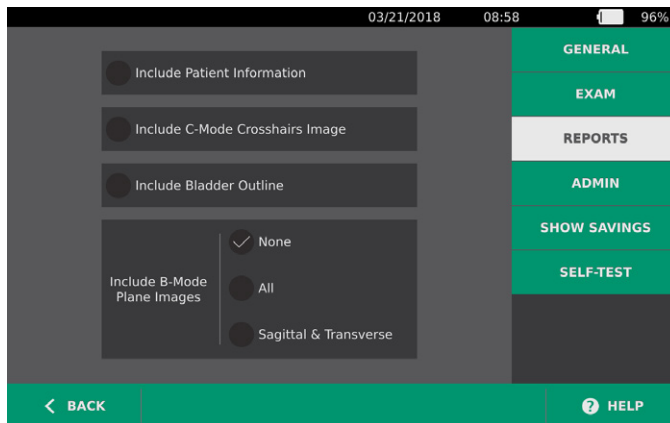 03/21/2018 08:58 96%
Include Patient Information
Include C-Mode Crosshairs Image
Include Bladder Outline
Include B-Mode
Plane Images
None
All
Sagittal & Transverse
GENERAL
EXAM
REPORTS
ADMIN
SHOW SAVINGS
SELF-TEST
BACK
? HELP